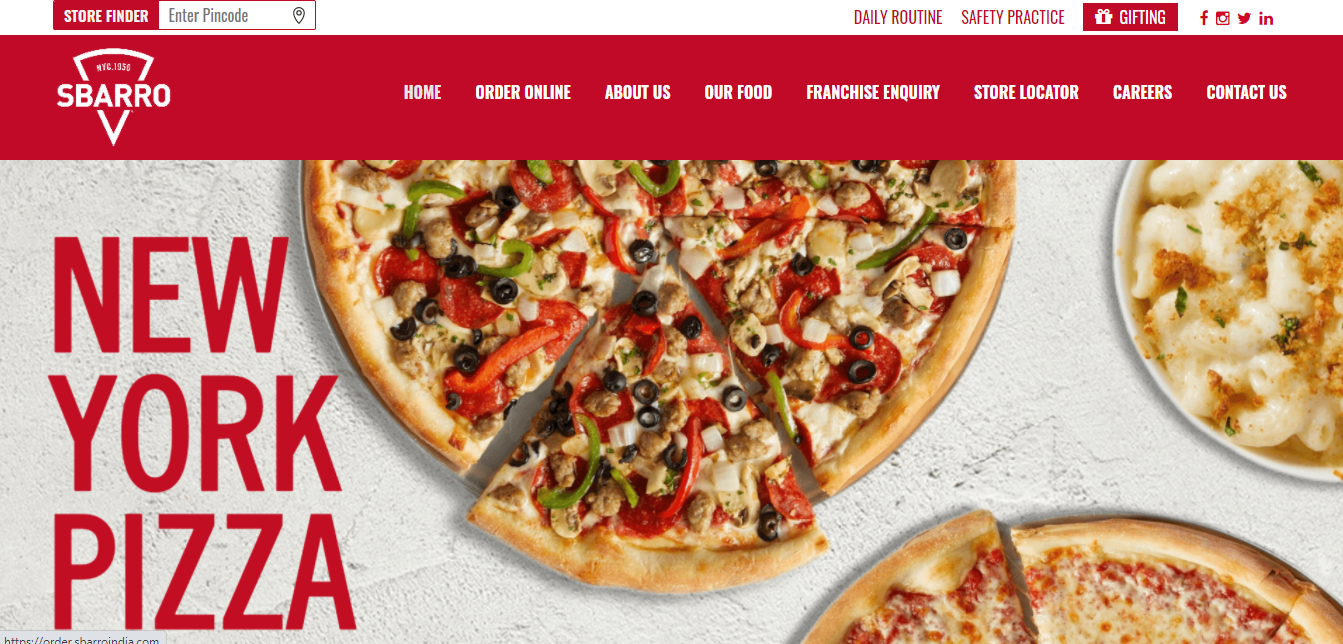 STORE FINDER Enter Pincode DAILY ROUTINE SAFETY PRACTICE GIFTING
NYC.1956
SBARRO
HOME ORDER ONLINE ABOUT US OUR FOOD FRANCHISE ENQUIRY STORE LOCATOR CAREERS CONTACT US
NEW
YORK
PIZZA
https://order.sbarroindia.com